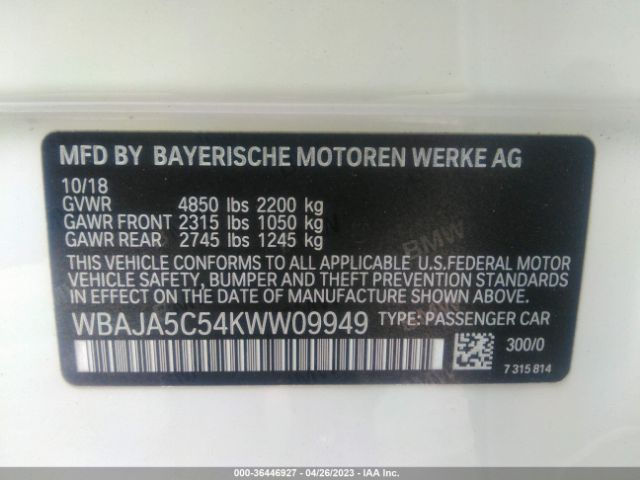 MFD BY BAYERISCHE MOTOREN WERKE AG
10/18
GVWR 4850 lbs 2200 kg
GAWR FRONT 2315 lbs 1050 kg
GAWR REAR 2745 lbs 1245 kg
THIS VEHICLE CONFORMS TO ALL APPLICABLE U.S.FEDERAL MOTOR
VEHICLE SAFETY, BUMPER AND THEFT PREVENTION STANDARDS
IN EFFECT ON THE DATE OF MANUFACTURE SHOWN ABOVE.
WBAJA5C54KWW09949 TYPE: PASSENGER CAR
300/0
7 315 814
BMW
000-36446927 / 04/26/2023 - IAA Inc.